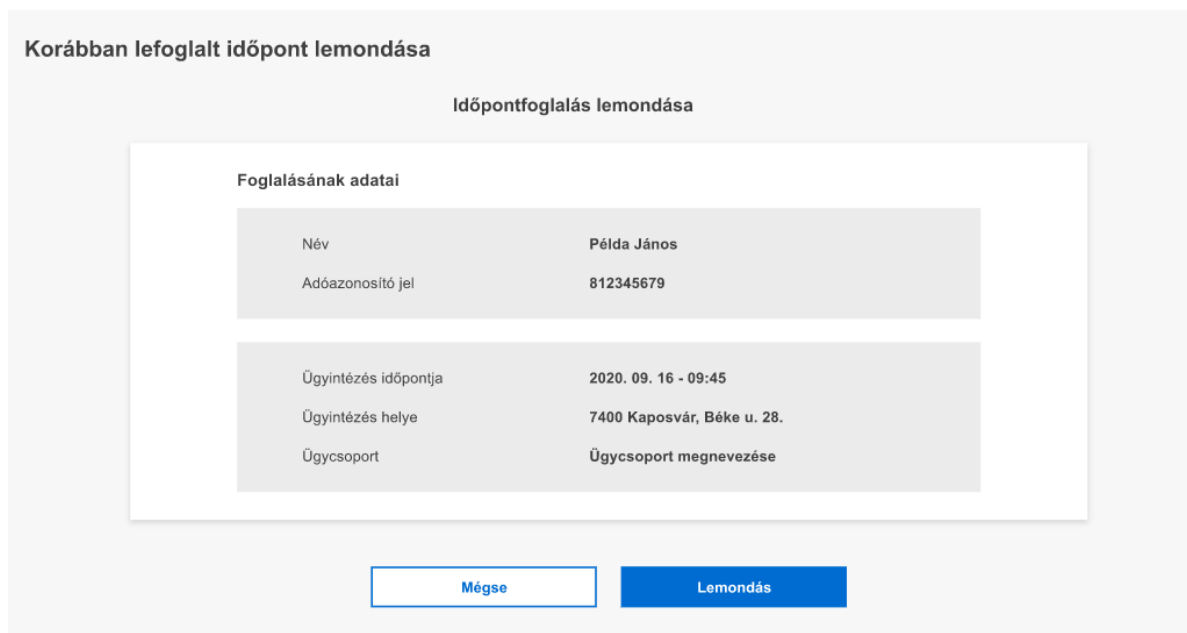 Korábban lefoglalt időpont lemondása
Időpontfoglalás lemondása
Foglalásának adatai
Név Példa János
Adóazonosító jel 812345679
Ügyintézés időpontja 2020. 09. 16 - 09:45
Ügyintézés helye 7400 Kaposvár, Béke u. 28.
Ügycsoport Ügycsoport megnevezése
Mégse Lemondás